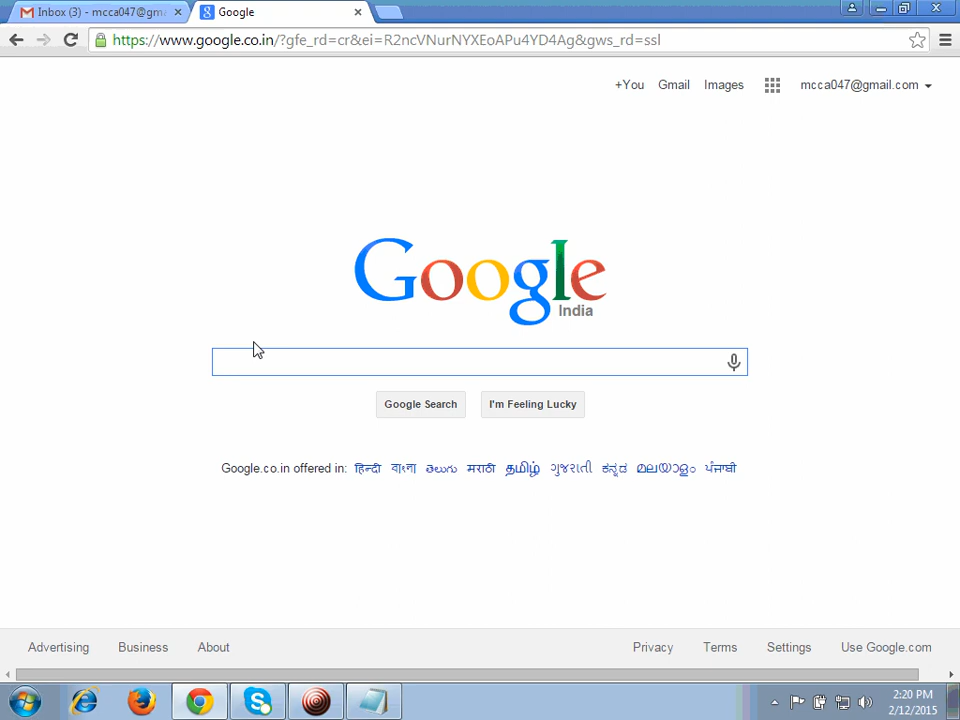 Inbox (3) - mcca047@gma
Google
https://www.google.co.in/?gfe_rd=cr&ei=R2ncVNurNYXEoAPu4YD4Ag&gws_rd=ssl
+You Gmail Images mcca047@gmail.com
Google
India
Google Search I'm Feeling Lucky
Google.co.in offered in: हिन्दी বাংলা తెలుగు मराठी தமிழ் ગુજરાતી ಕನ್ನಡ മലയാളം ਪੰਜਾਬੀ
Advertising Business About Privacy Terms Settings Use Google.com
2:20 PM
2/12/2015